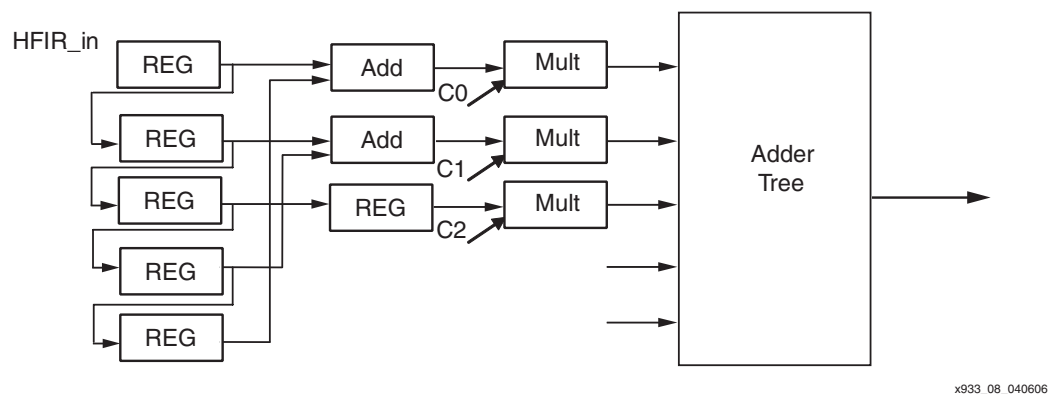 HFIR_in
REG
Add
C0
Mult
REG
Add
C1
Mult
REG
REG
C2
Mult
REG
REG
Adder
Tree
x933_08_040606